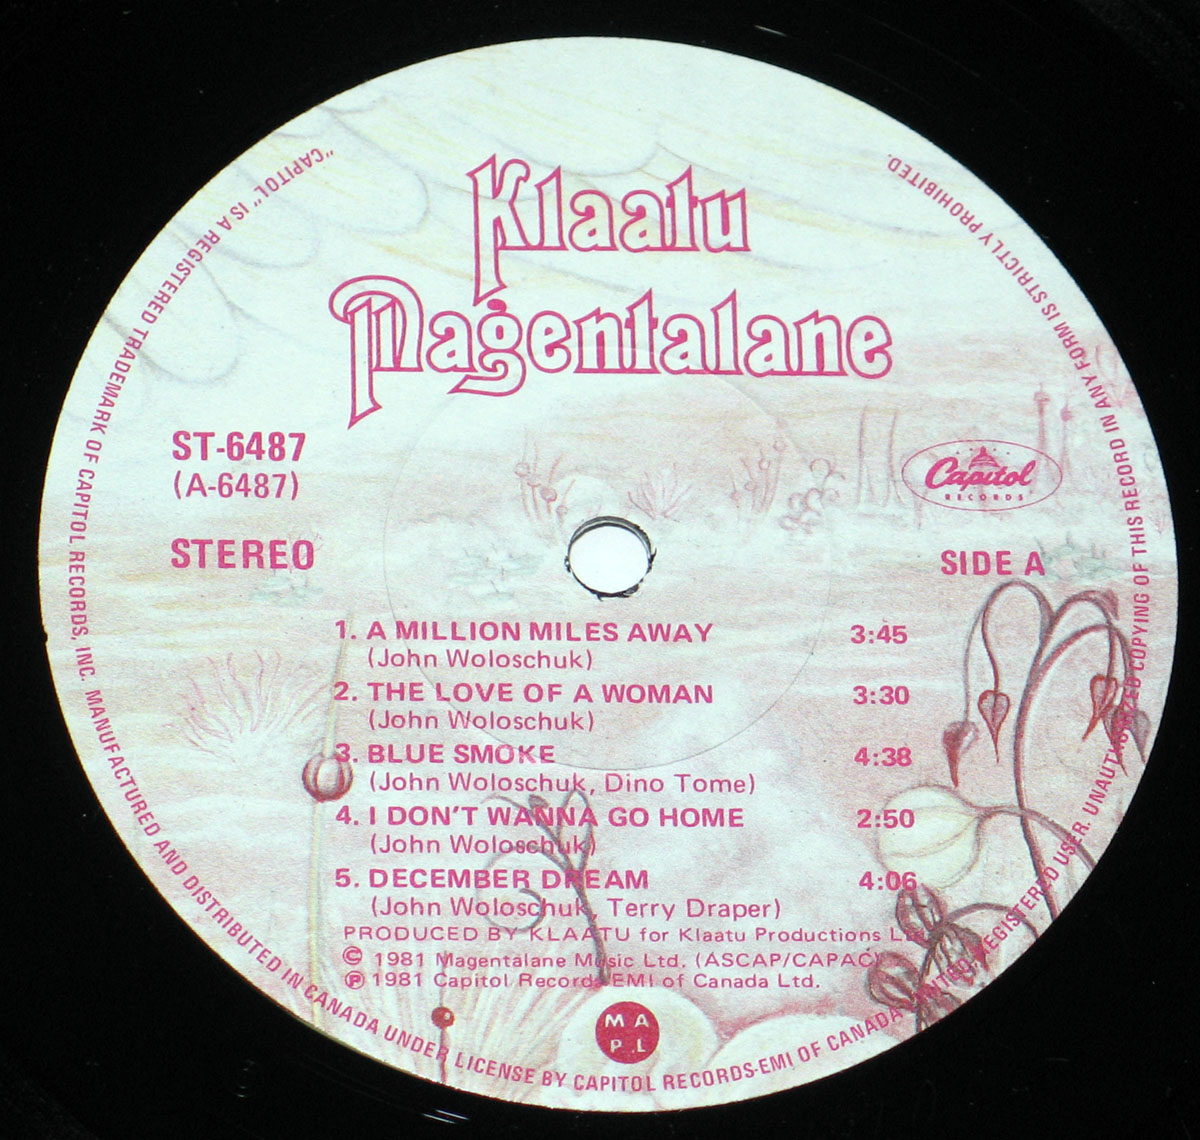 Klaatu
Magentalane
ST-6487
(A-6487)
STEREO
Capitol
RECORDS
SIDE A
1. A MILLION MILES AWAY 3:45
(John Woloschuk)
2. THE LOVE OF A WOMAN 3:30
(John Woloschuk)
3. BLUE SMOKE 4:38
(John Woloschuk, Dino Tome)
4. I DON'T WANNA GO HOME 2:50
(John Woloschuk)
5. DECEMBER DREAM 4:06
(John Woloschuk, Terry Draper)
PRODUCED BY KLAATU for Klaatu Productions Ltd.
© 1981 Magentalane Music Ltd. (ASCAP/CAPAC)
℗ 1981 Capitol Records-EMI of Canada Ltd.
M A
P L
"CAPITOL" IS A REGISTERED TRADEMARK OF CAPITOL RECORDS, INC. MANUFACTURED AND DISTRIBUTED IN CANADA UNDER LICENSE BY CAPITOL RECORDS-EMI OF CANADA LIMITED, REGISTERED USER. UNAUTHORIZED COPYING OF THIS RECORD IN ANY FORM IS STRICTLY PROHIBITED.